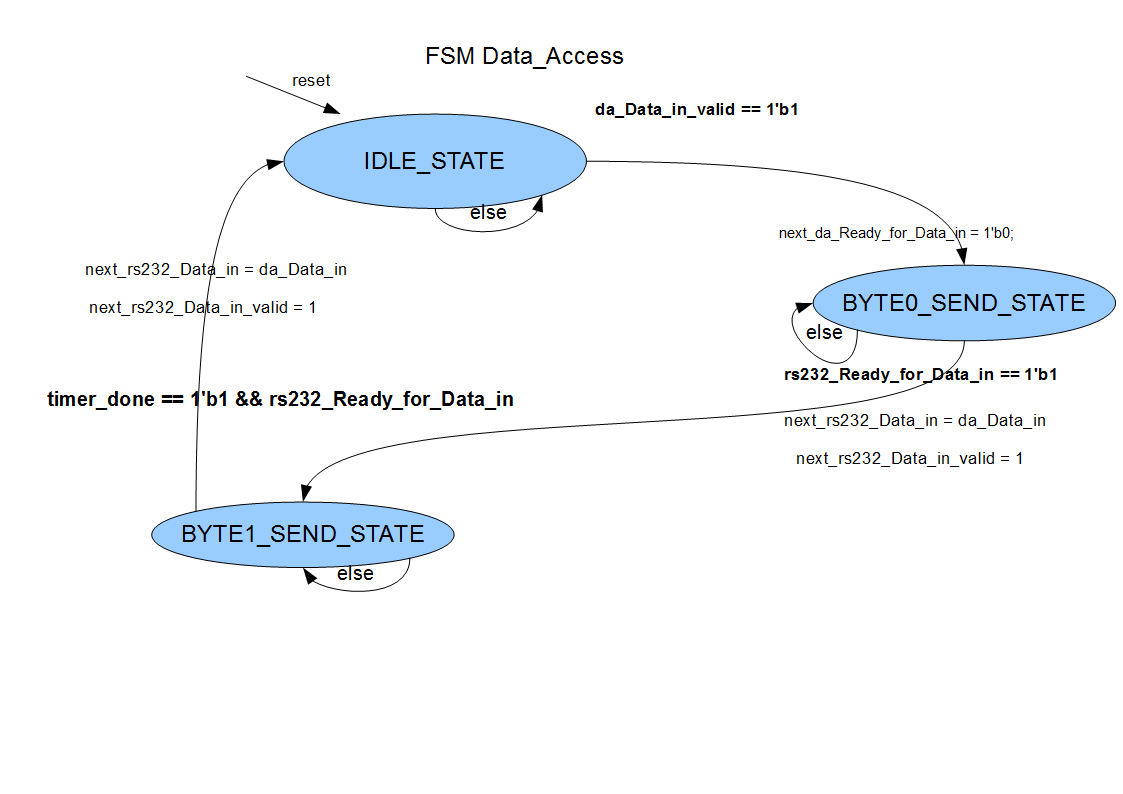 FSM Data_Access
reset
da_Data_in_valid == 1'b1
IDLE_STATE
else
next_da_Ready_for_Data_in = 1'b0;
next_rs232_Data_in = da_Data_in
next_rs232_Data_in_valid = 1
BYTE0_SEND_STATE
else
rs232_Ready_for_Data_in == 1'b1
timer_done == 1'b1 && rs232_Ready_for_Data_in
next_rs232_Data_in = da_Data_in
next_rs232_Data_in_valid = 1
BYTE1_SEND_STATE
else